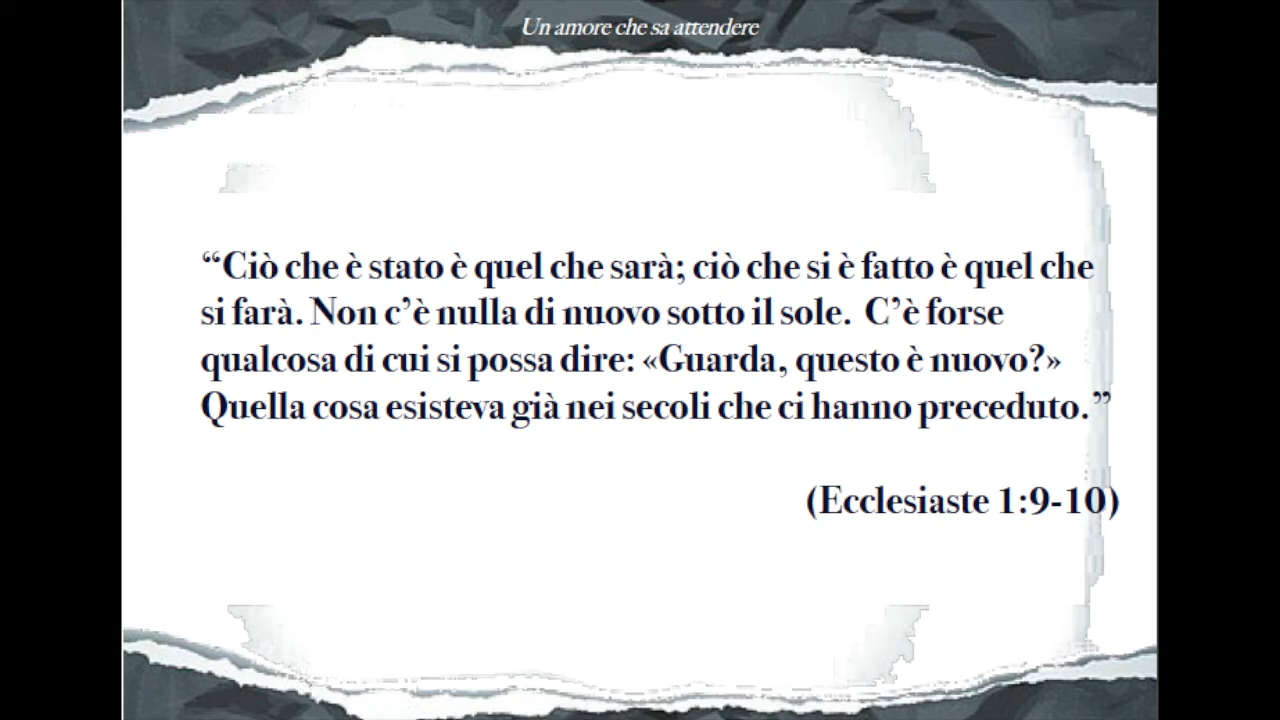 Un amore che sa attendere
“Ciò che è stato è quel che sarà; ciò che si è fatto è quel che
si farà. Non c’è nulla di nuovo sotto il sole. C’è forse
qualcosa di cui si possa dire: «Guarda, questo è nuovo?»
Quella cosa esisteva già nei secoli che ci hanno preceduto.”
(Ecclesiaste 1:9-10)